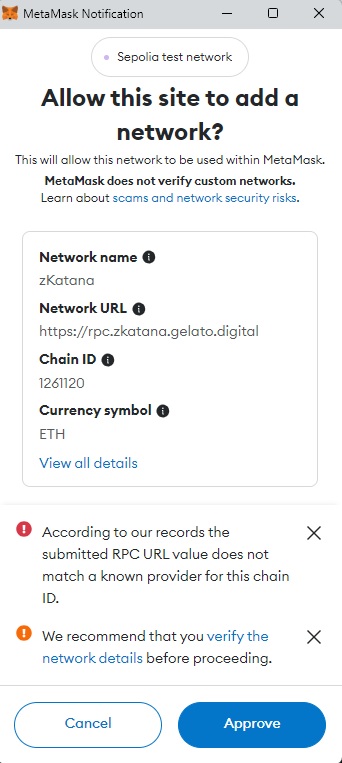 MetaMask Notification
Sepolia test network
Allow this site to add a
network?
This will allow this network to be used within MetaMask.
MetaMask does not verify custom networks.
Learn about scams and network security risks.
Network name
zKatana
Network URL
https://rpc.zkatana.gelato.digital
Chain ID
1261120
Currency symbol
ETH
View all details
According to our records the
submitted RPC URL value does not
match a known provider for this chain
ID.
We recommend that you verify the
network details before proceeding.
Cancel
Approve